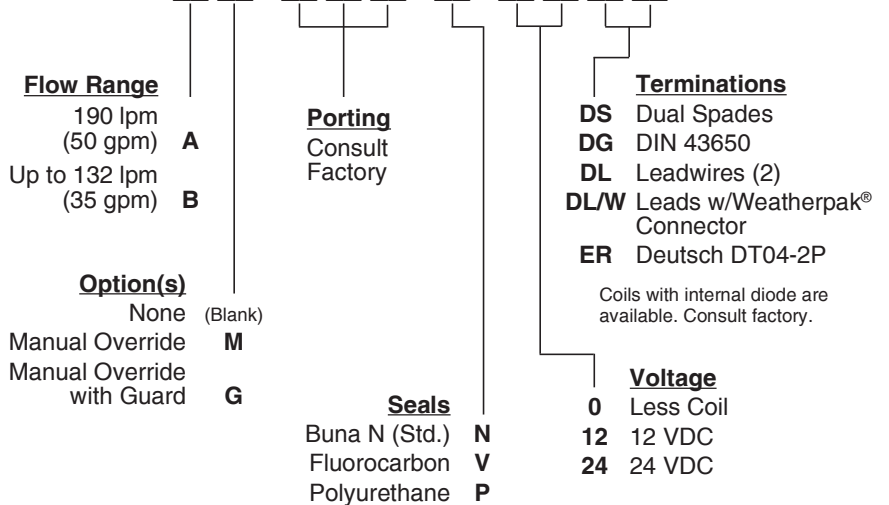 Flow Range
190 lpm
(50 gpm) A
Up to 132 lpm
(35 gpm) B
Option(s)
None (Blank)
Manual Override M
Manual Override
with Guard G
Porting
Consult
Factory
Seals
Buna N (Std.) N
Fluorocarbon V
Polyurethane P
Terminations
DS Dual Spades
DG DIN 43650
DL Leadwires (2)
DL/W Leads w/Weatherpak®
Connector
ER Deutsch DT04-2P
Coils with internal diode are
available. Consult factory.
Voltage
0 Less Coil
12 12 VDC
24 24 VDC